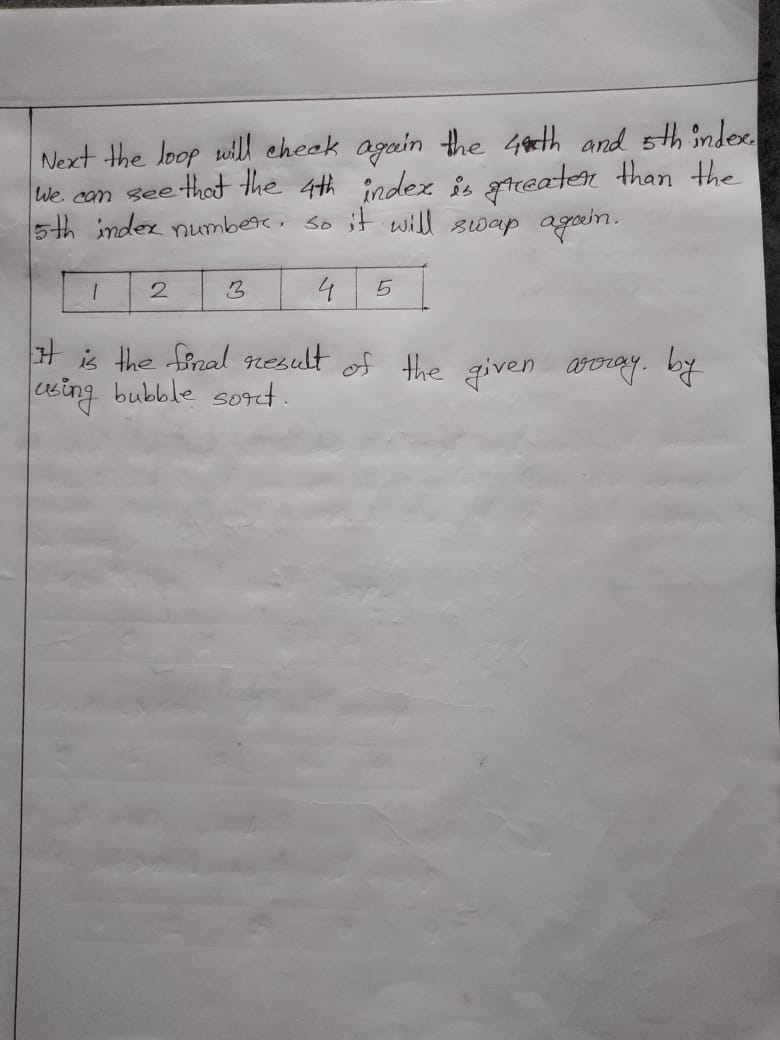 Next the loop will check again the 4th and 5th index.
We can see that the 4th index is greater than the
5th index number. so it will swap again.
1 2 3 4 5
It is the final result of the given array. by
using bubble sort.